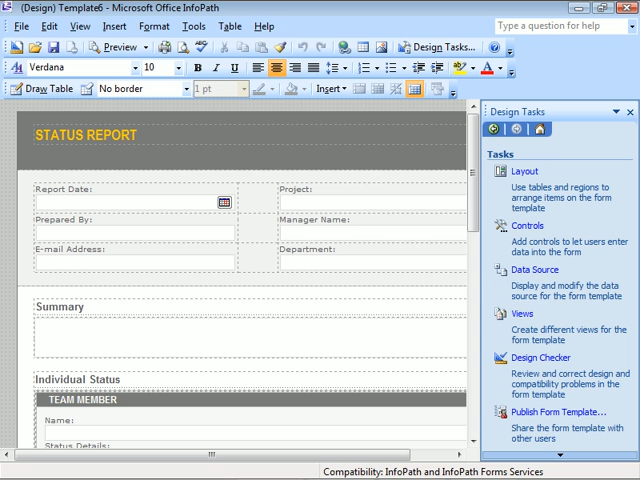 (Design) Template6 - Microsoft Office InfoPath
File Edit View Insert Format Tools Table Help
Type a question for help
Preview Design Tasks...
Verdana 10 B I U
Draw Table No border 1 pt Insert
Design Tasks
Tasks
Layout
Use tables and regions to
arrange items on the form
template
Controls
Add controls to let users enter
data into the form
Data Source
Display and modify the data
source for the form template
Views
Create different views for the
form template
Design Checker
Review and correct design and
compatibility problems in the
form template
Publish Form Template...
Share the form template with
other users
STATUS REPORT
Report Date: Project:
Prepared By: Manager Name:
E-mail Address: Department:
Summary
Individual Status
TEAM MEMBER
Name:
Status Details:
Compatibility: InfoPath and InfoPath Forms Services